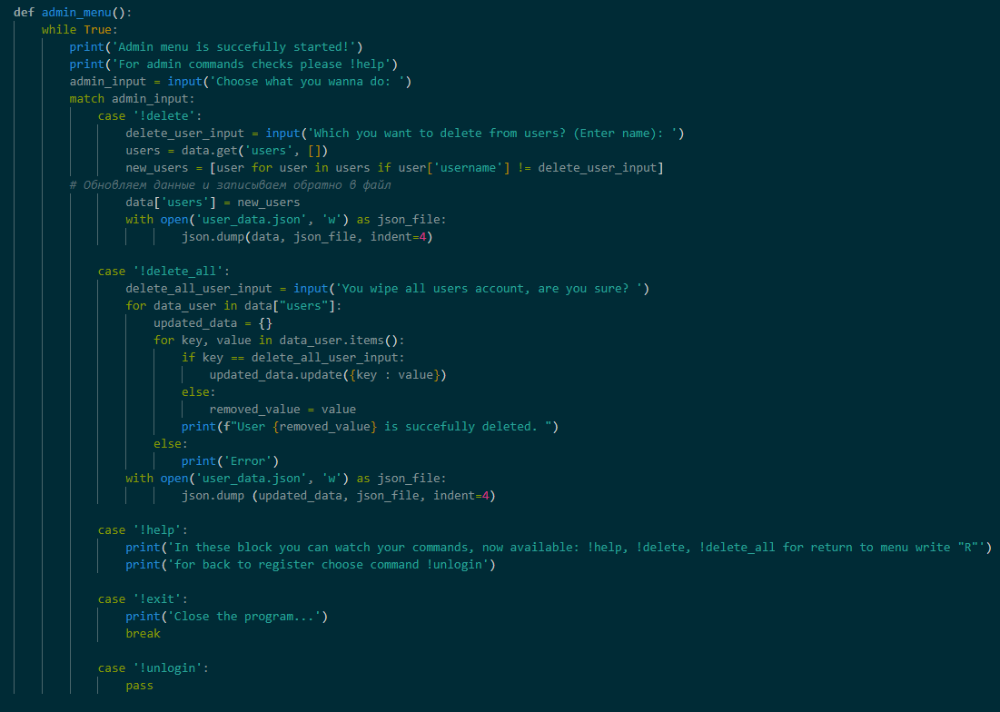 def admin_menu():
while True:
print('Admin menu is succefully started!')
print('For admin commands checks please !help')
admin_input = input('Choose what you wanna do: ')
match admin_input:
case '!delete':
delete_user_input = input('Which you want to delete from users? (Enter name): ')
users = data.get('users', [])
new_users = [user for user in users if user['username'] != delete_user_input]
# Обновляем данные и записываем обратно в файл
data['users'] = new_users
with open('user_data.json', 'w') as json_file:
json.dump(data, json_file, indent=4)
case '!delete_all':
delete_all_user_input = input('You wipe all users account, are you sure? ')
for data_user in data["users"]:
updated_data = {}
for key, value in data_user.items():
if key == delete_all_user_input:
updated_data.update({key : value})
else:
removed_value = value
print(f"User {removed_value} is succefully deleted. ")
else:
print('Error')
with open('user_data.json', 'w') as json_file:
json.dump (updated_data, json_file, indent=4)
case '!help':
print('In these block you can watch your commands, now available: !help, !delete, !delete_all for return to menu write "R"')
print('for back to register choose command !unlogin')
case '!exit':
print('Close the program...')
break
case '!unlogin':
pass